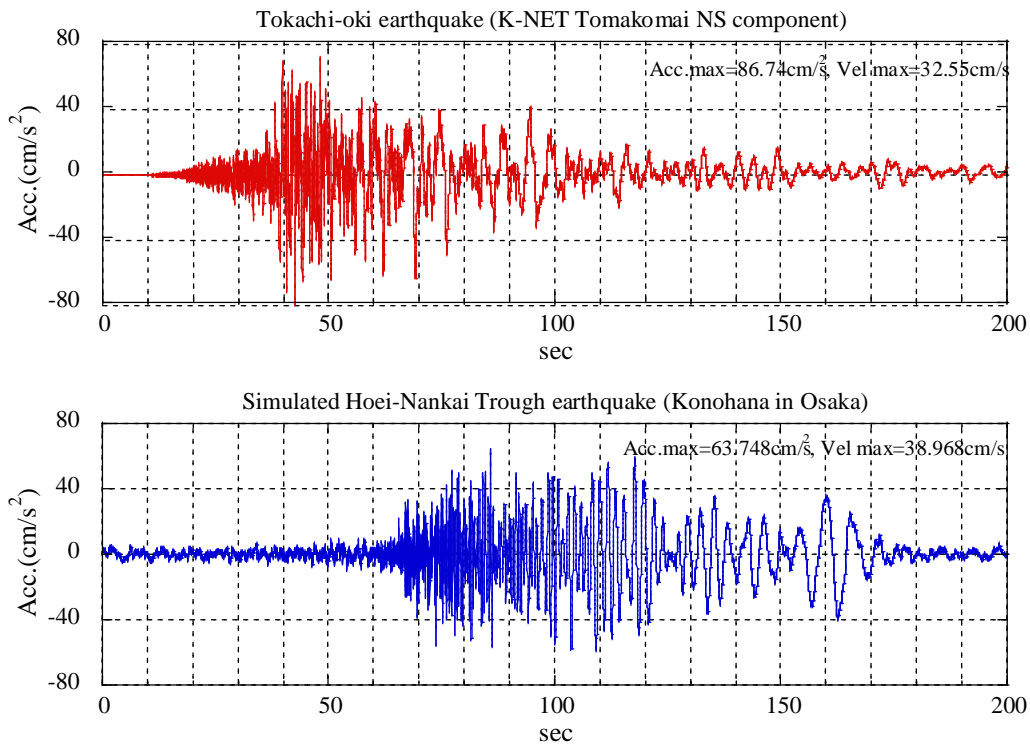 Tokachi-oki earthquake (K-NET Tomakomai NS component)
80
Acc.max=86.74cm/s², Vel max=32.55cm/s
40
0
-40
-80
Acc.(cm/s²)
0 50 100 150 200
sec
Simulated Hoei-Nankai Trough earthquake (Konohana in Osaka)
80
Acc.max=63.748cm/s², Vel max=38.968cm/s
40
0
-40
-80
Acc.(cm/s²)
0 50 100 150 200
sec